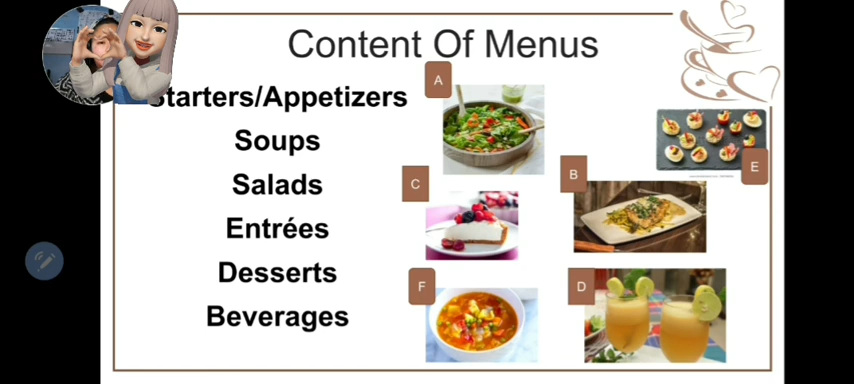 Content Of Menus
Starters/Appetizers
Soups
Salads
Entrées
Desserts
Beverages
A
E
B
C
F
D